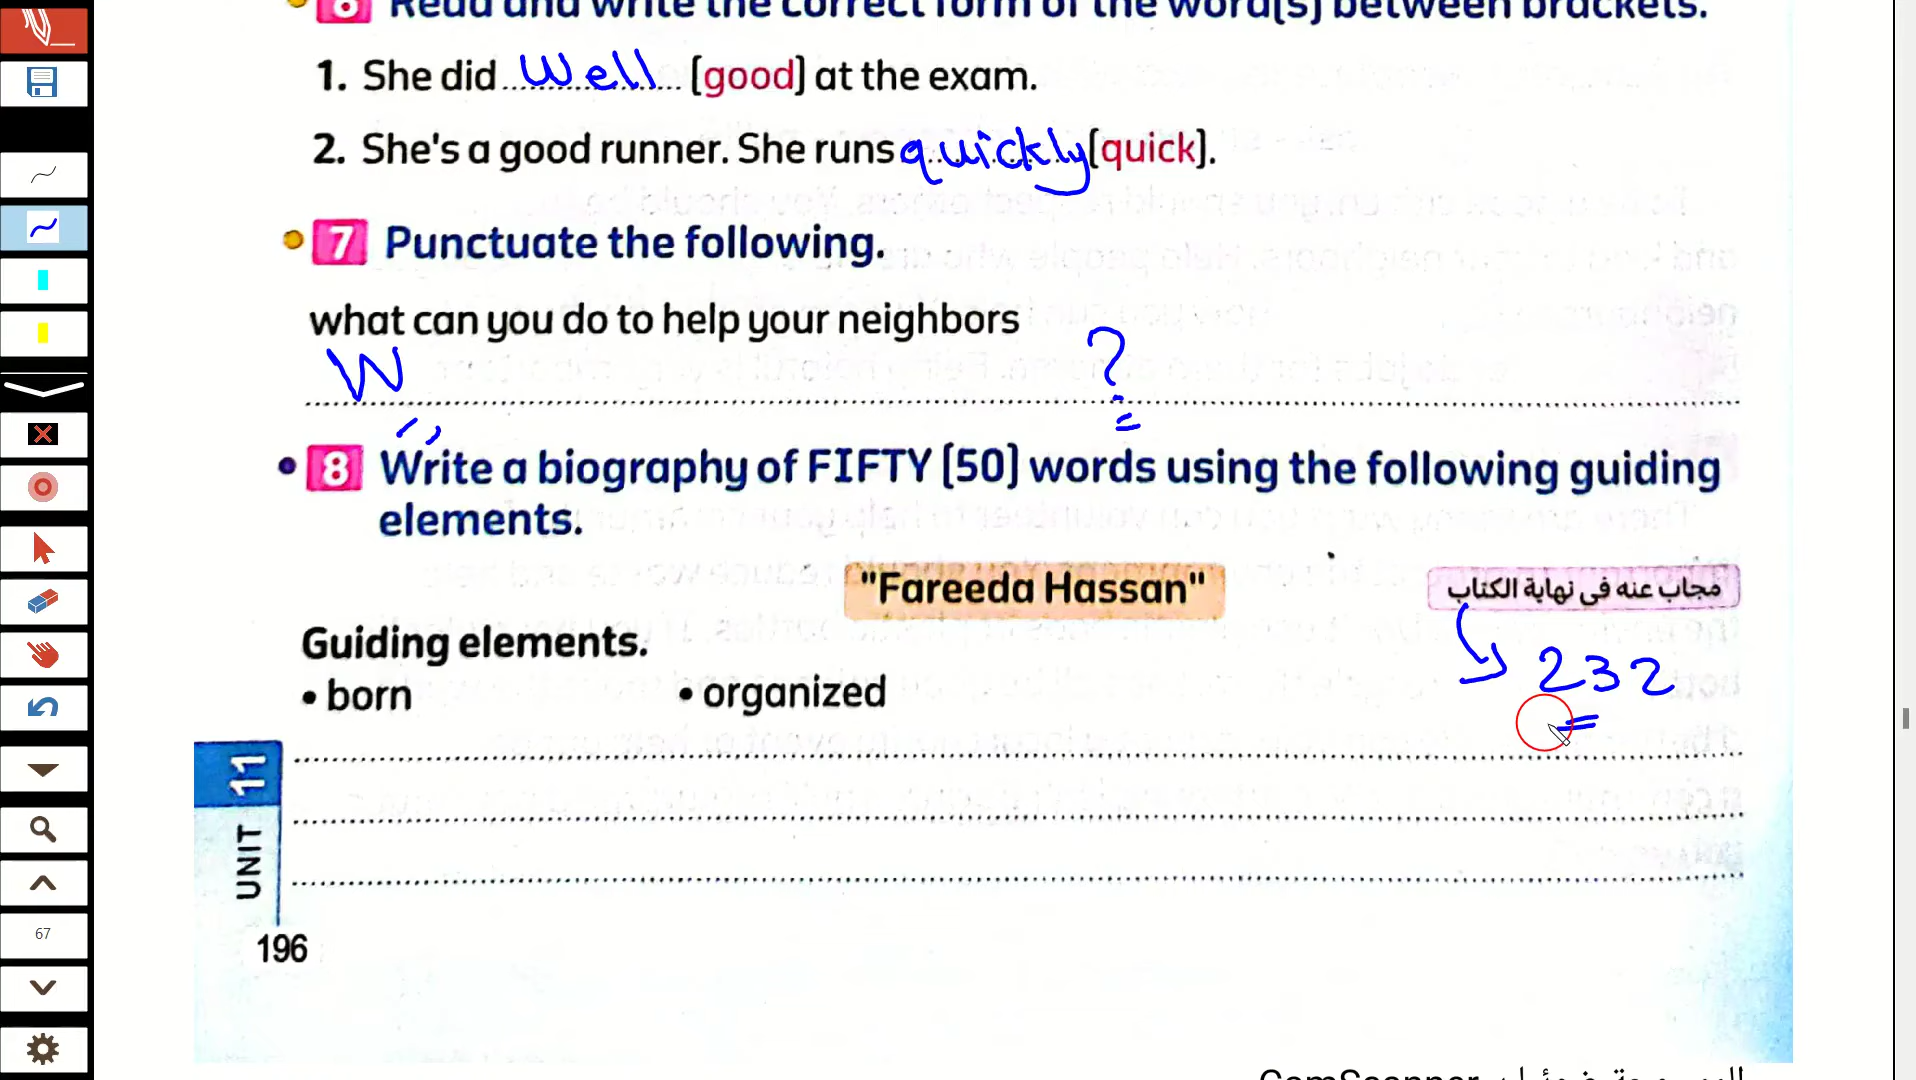 6 Read and write the correct form of the word(s) between brackets.
1. She did well [good] at the exam.
2. She's a good runner. She runs quickly [quick].
7 Punctuate the following.
what can you do to help your neighbors
W ?
8 Write a biography of FIFTY [50] words using the following guiding
elements.
"Fareeda Hassan"
مجاب عنه فى نهاية الكتاب
Guiding elements.
232
• born • organized
UNIT 11
196
67
CamScanner